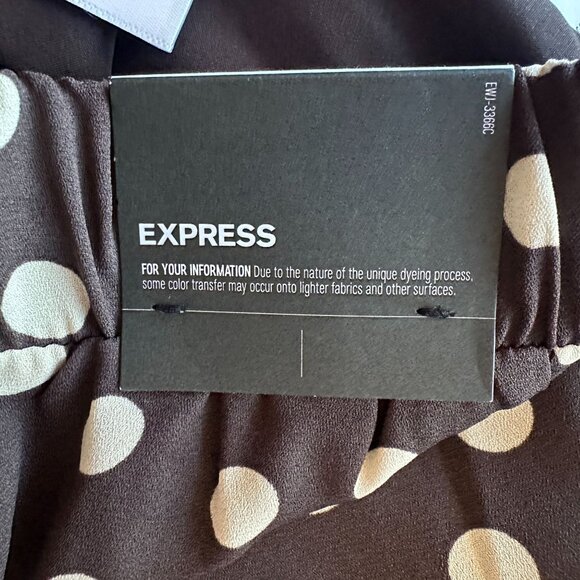 EWJ-3366C
EXPRESS
FOR YOUR INFORMATION Due to the nature of the unique dyeing process,
some color transfer may occur onto lighter fabrics and other surfaces.